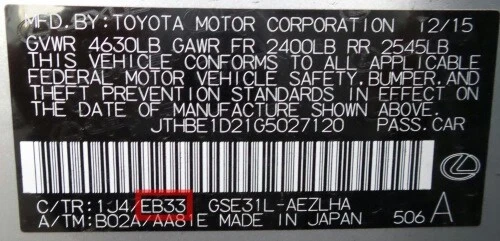 MFD.BY:TOYOTA MOTOR CORPORATION 12/15
GVWR 4630LB GAWR FR 2400LB RR 2545LB
THIS VEHICLE CONFORMS TO ALL APPLICABLE
FEDERAL MOTOR VEHICLE SAFETY,BUMPER,AND
THEFT PREVENTION STANDARDS IN EFFECT ON
THE DATE OF MANUFACTURE SHOWN ABOVE.
JTHBE1D21G5027120 PASS.CAR
C/TR:1J4/EB33 GSE31L-AEZLHA
A/TM:B02A/AA81E MADE IN JAPAN 506 A